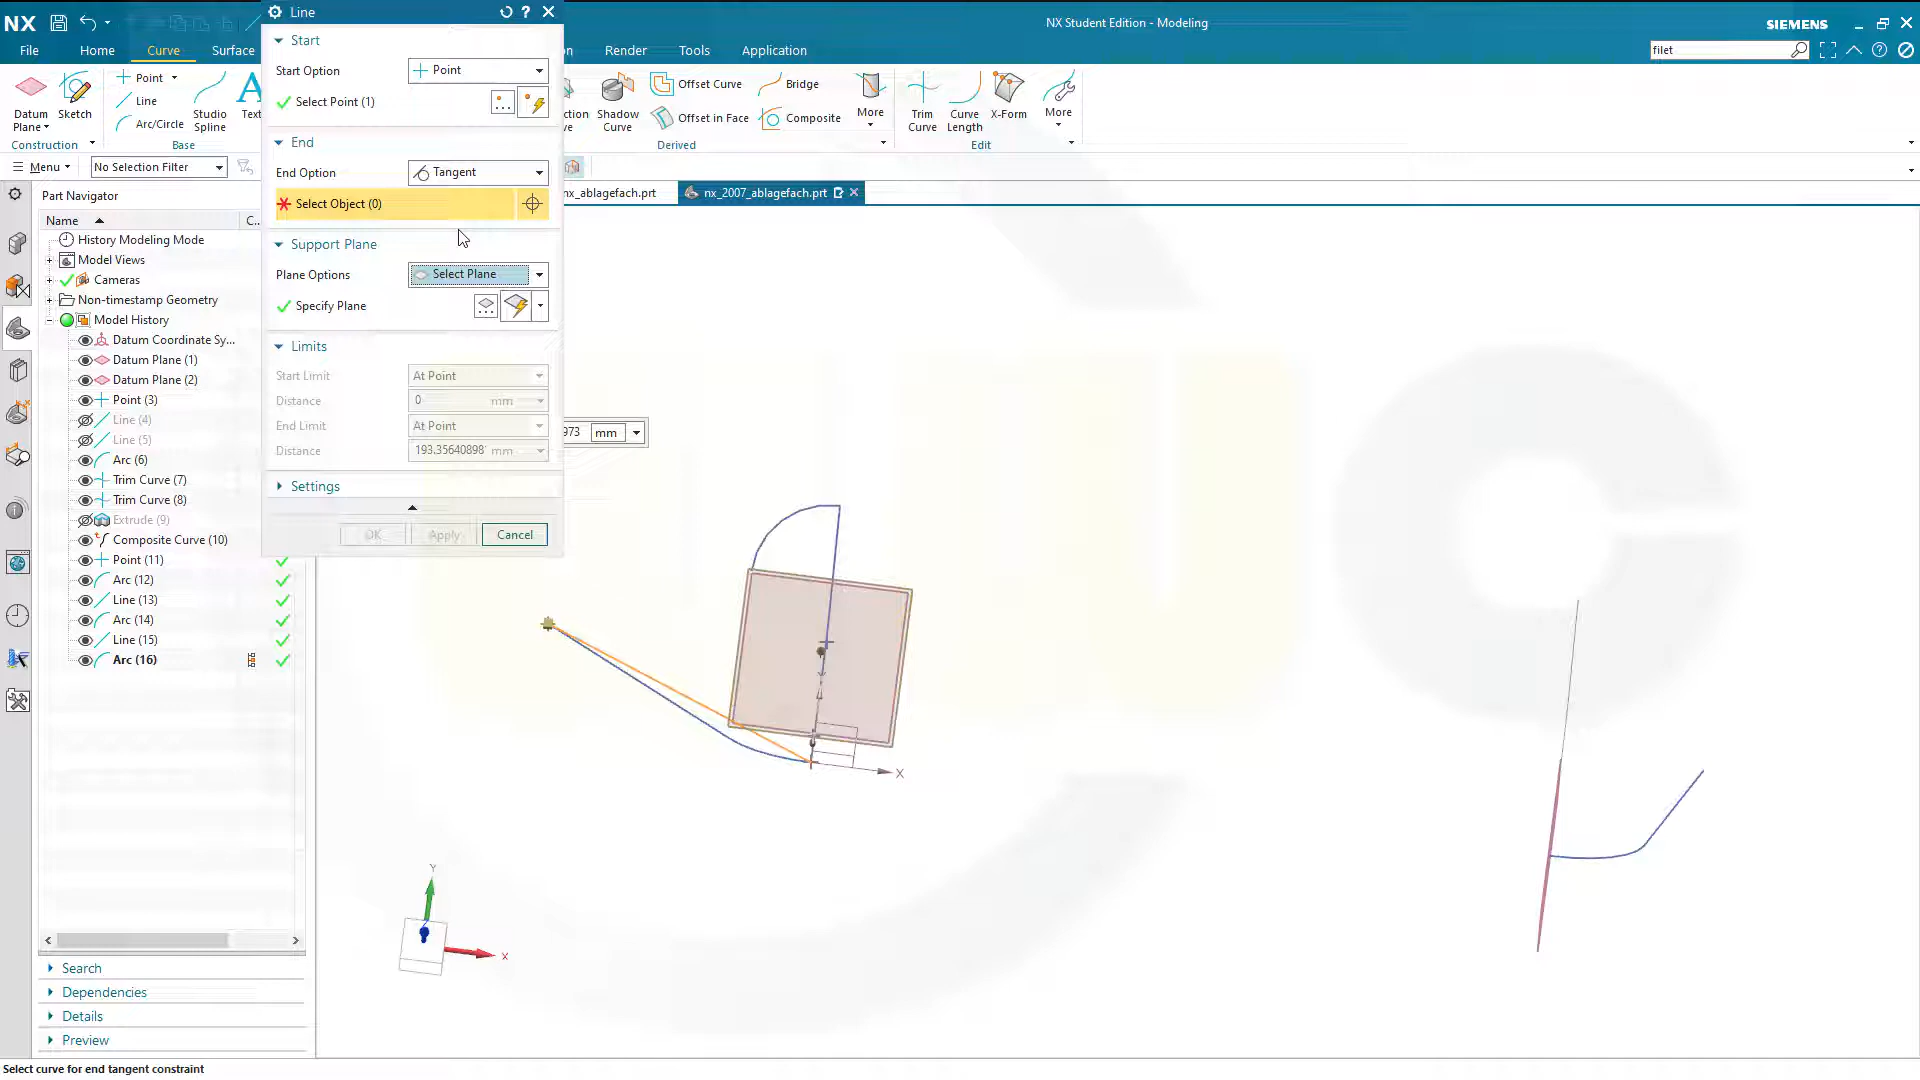 NX
Line
NX Student Edition - Modeling
SIEMENS
File
Home
Curve
Surface
Render
Tools
Application
filet
Start
Start Option
Point
Select Point (1)
End
End Option
Tangent
Select Object (0)
Support Plane
Plane Options
Select Plane
Specify Plane
Limits
Start Limit
At Point
Distance
0
mm
End Limit
At Point
Distance
193.35640898
mm
Settings
OK
Apply
Cancel
Datum
Plane
Sketch
Point
Line
Arc/Circle
Studio
Spline
Text
Construction
Base
Shadow
Curve
Offset Curve
Offset in Face
Bridge
Composite
More
Derived
Trim
Curve
Curve
Length
X-Form
More
Edit
Menu
No Selection Filter
nx_ablagefach.prt
nx_2007_ablagefach.prt
Part Navigator
Name
C..
History Modeling Mode
Model Views
Cameras
Non-timestamp Geometry
Model History
Datum Coordinate Sy...
Datum Plane (1)
Datum Plane (2)
Point (3)
Line (4)
Line (5)
Arc (6)
Trim Curve (7)
Trim Curve (8)
Extrude (9)
Composite Curve (10)
Point (11)
Arc (12)
Line (13)
Arc (14)
Line (15)
Arc (16)
973
mm
X
Y
X
Search
Dependencies
Details
Preview
Select curve for end tangent constraint